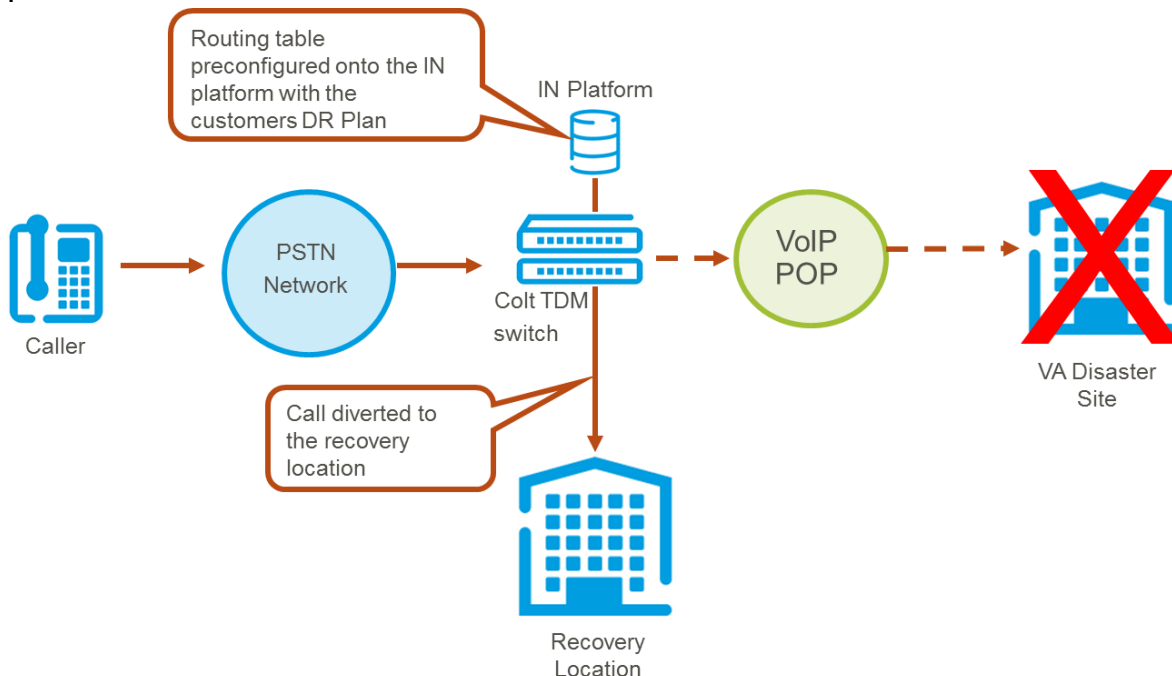 Routing table
preconfigured onto the IN
platform with the
customers DR Plan
IN Platform
PSTN
Network
VoIP
POP
Colt TDM
switch
Caller
VA Disaster
Site
Call diverted to
the recovery
location
Recovery
Location